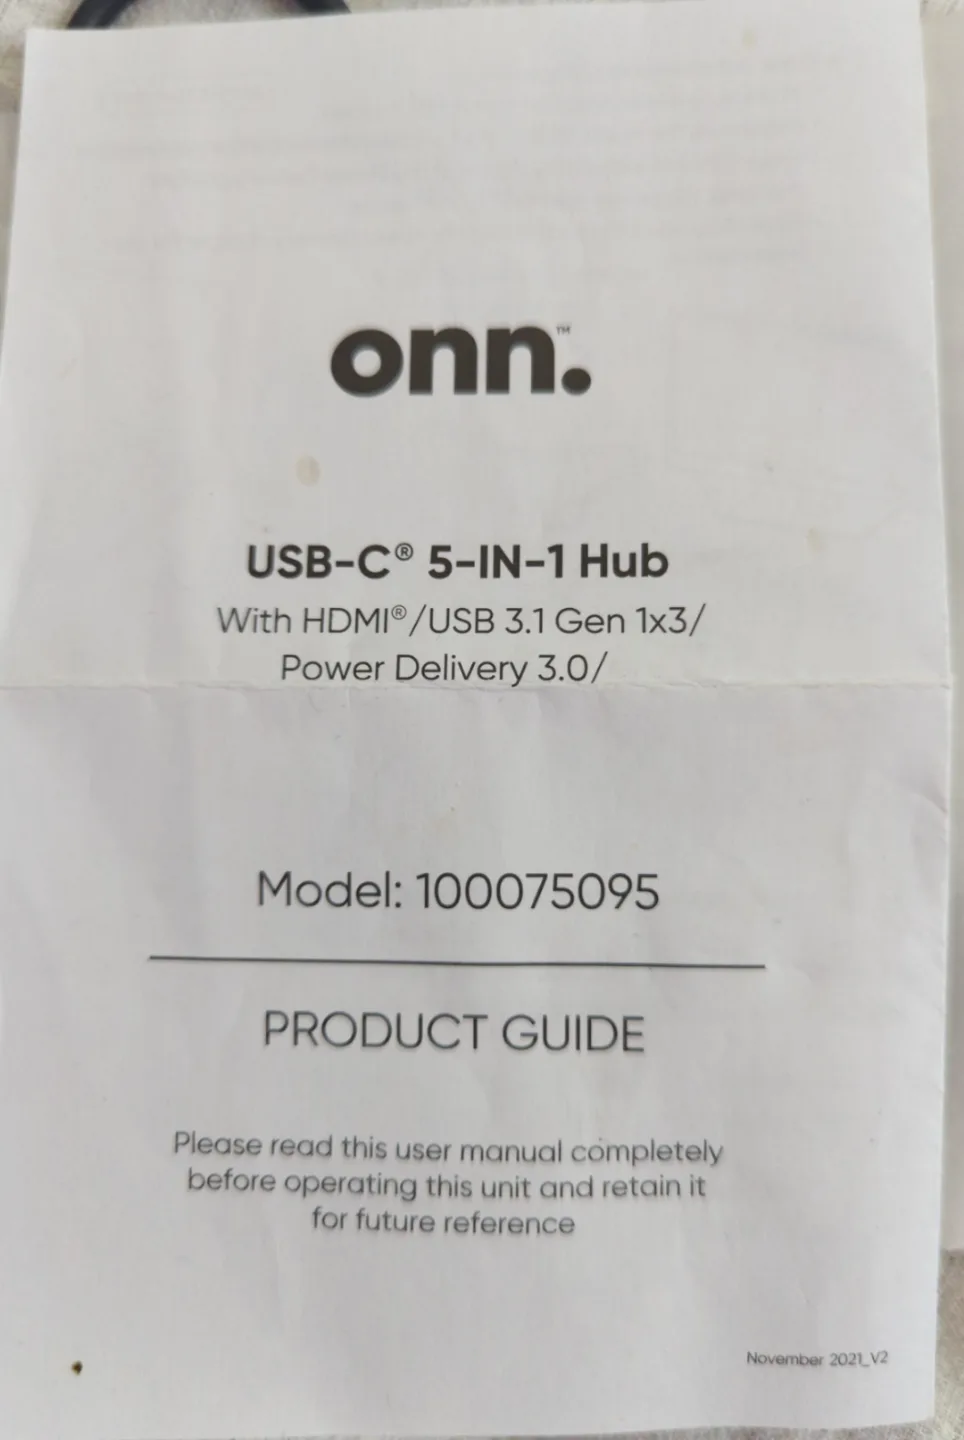 onn.™
USB-C® 5-IN-1 Hub
With HDMI®/USB 3.1 Gen 1x3/
Power Delivery 3.0/
Model: 100075095
PRODUCT GUIDE
Please read this user manual completely
before operating this unit and retain it
for future reference
November 2021_V2